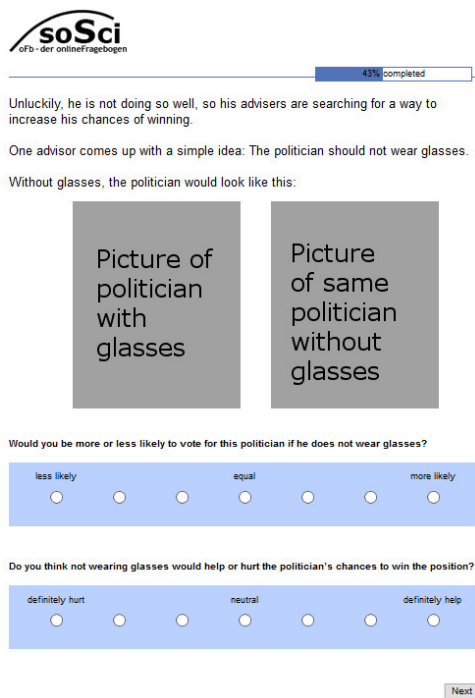 soSci
oFb - der onlineFragebogen
43% completed
Unluckily, he is not doing so well, so his advisers are searching for a way to
increase his chances of winning.
One advisor comes up with a simple idea: The politician should not wear glasses.
Without glasses, the politician would look like this:
Picture of
politician
with
glasses
Picture
of same
politician
without
glasses
Would you be more or less likely to vote for this politician if he does not wear glasses?
less likely equal more likely
Do you think not wearing glasses would help or hurt the politician's chances to win the position?
definitely hurt neutral definitely help
Next